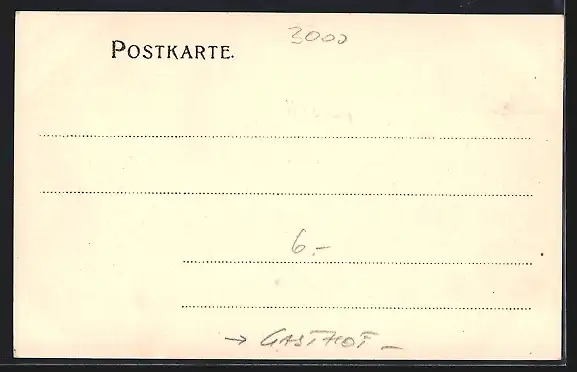 3000
POSTKARTE.
6.-
→ GASTHOF -